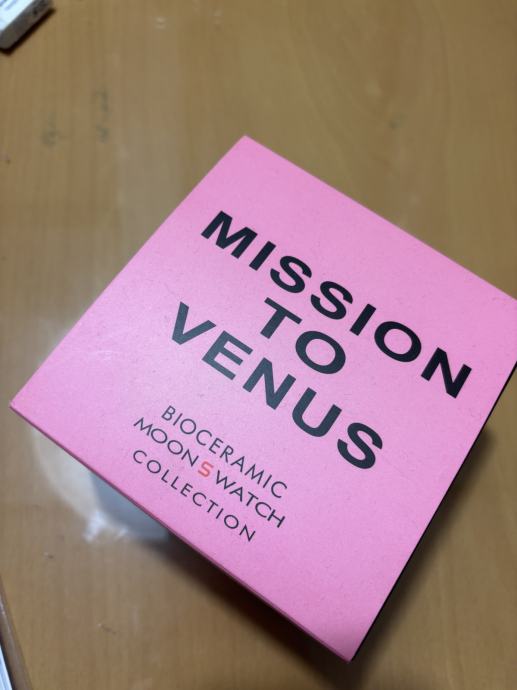 MISSION
TO
VENUS
BIOCERAMIC
MOONSWATCH
COLLECTION